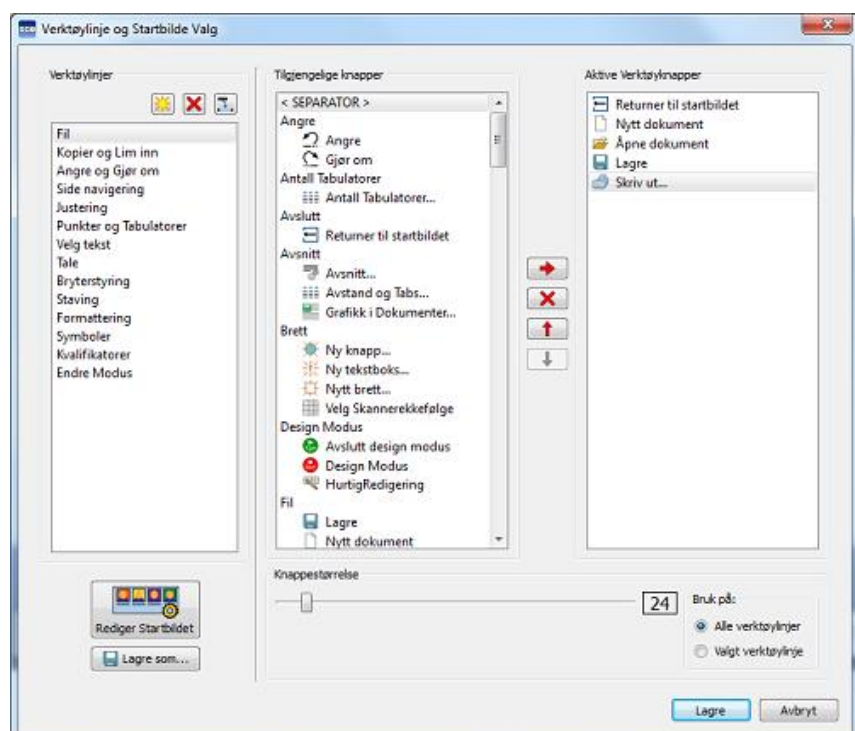 Verktøylinje og Startbilde Valg
Verktøylinjer
Fil
Kopier og Lim inn
Angre og Gjør om
Side navigering
Justering
Punkter og Tabulatorer
Velg tekst
Tale
Bryterstyring
Staving
Formattering
Symboler
Kvalifikatorer
Endre Modus
Rediger Startbildet
Lagre som...
Tilgjengelige knapper
< SEPARATOR >
Angre
Angre
Gjør om
Antall Tabulatorer
Antall Tabulatorer...
Avslutt
Returner til startbildet
Avsnitt
Avsnitt...
Avstand og Tabs...
Grafikk i Dokumenter...
Brett
Ny knapp...
Ny tekstboks...
Nytt brett...
Velg Skannerekkefølge
Design Modus
Avslutt design modus
Design Modus
HurtigRedigering
Fil
Lagre
Nytt dokument
Aktive Verktøyknapper
Returner til startbildet
Nytt dokument
Åpne dokument
Lagre
Skriv ut...
Knappestørrelse
24
Bruk på:
Alle verktøylinjer
Valgt verktøylinje
Lagre
Avbryt